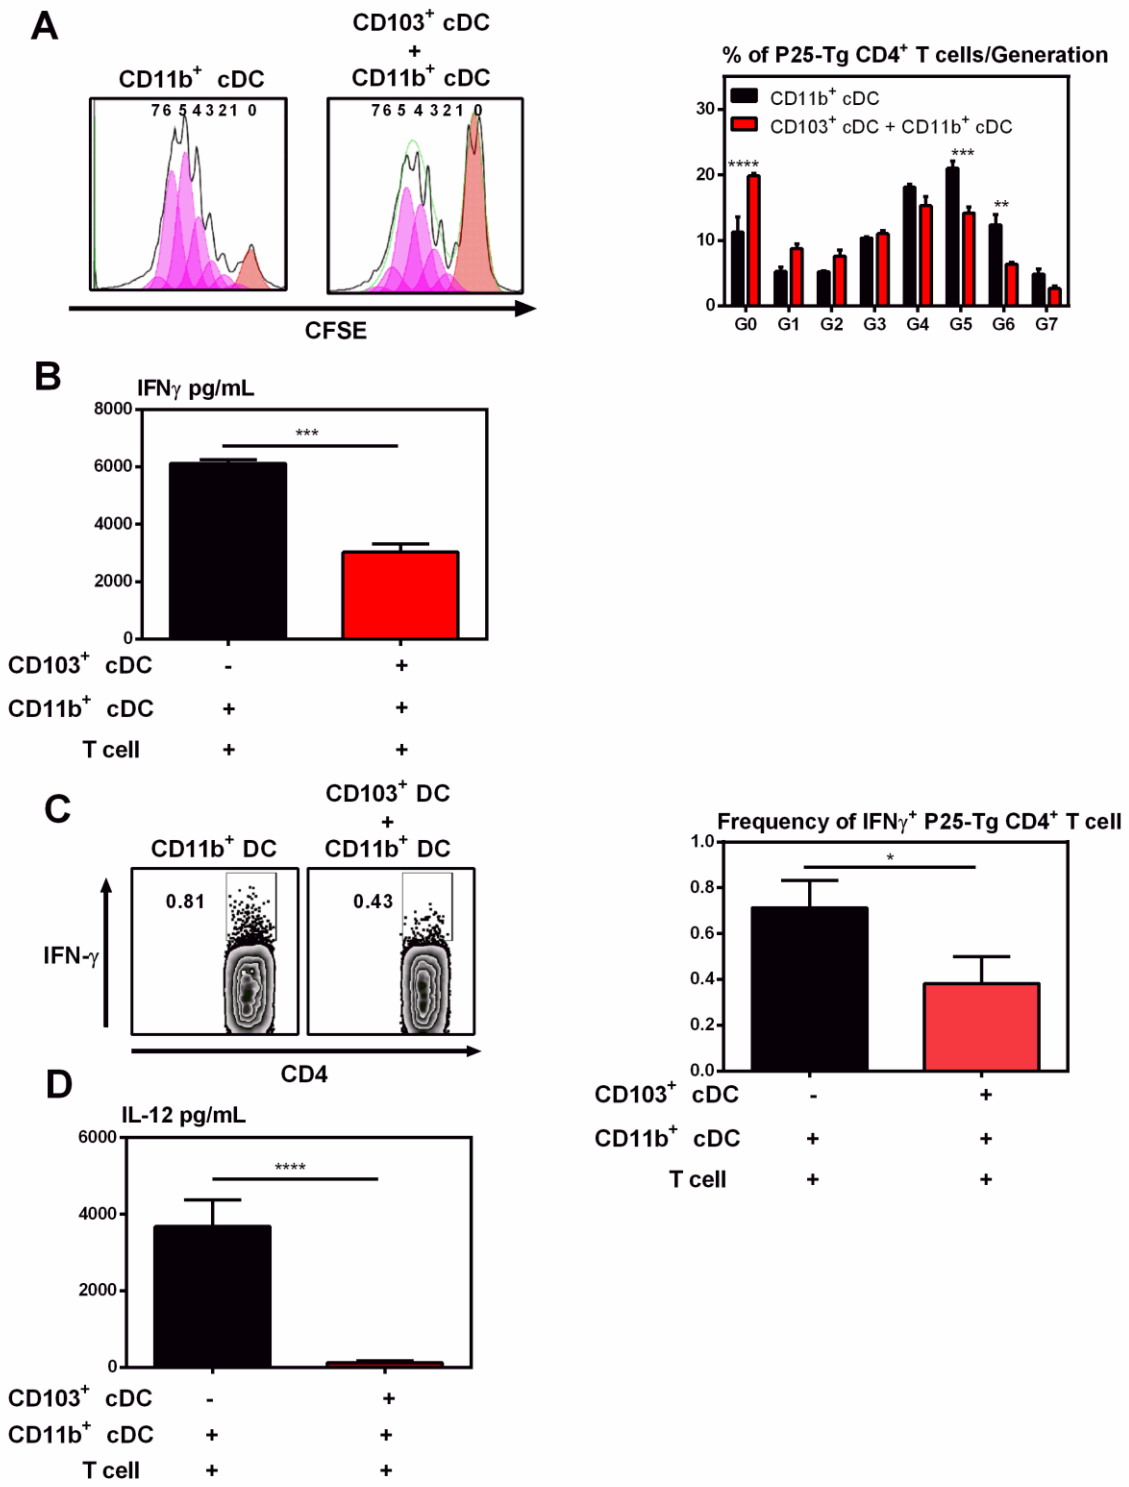 A
CD11b⁺ cDC
CD103⁺ cDC
+
CD11b⁺ cDC
7 6 5 4 3 2 1 0
7 6 5 4 3 2 1 0
CFSE
% of P25-Tg CD4⁺ T cells/Generation
CD11b⁺ cDC
CD103⁺ cDC + CD11b⁺ cDC
30
20
10
0
****
***
**
G0 G1 G2 G3 G4 G5 G6 G7
B
IFNγ pg/mL
8000
6000
4000
2000
0
***
CD103⁺ cDC - +
CD11b⁺ cDC + +
T cell + +
C
CD11b⁺ DC
CD103⁺ DC
+
CD11b⁺ DC
0.81
0.43
IFN-γ
CD4
Frequency of IFNγ⁺ P25-Tg CD4⁺ T cell
1.0
0.8
0.6
0.4
0.2
0.0
*
CD103⁺ cDC - +
CD11b⁺ cDC + +
T cell + +
D
IL-12 pg/mL
6000
4000
2000
0
****
CD103⁺ cDC - +
CD11b⁺ cDC + +
T cell + +